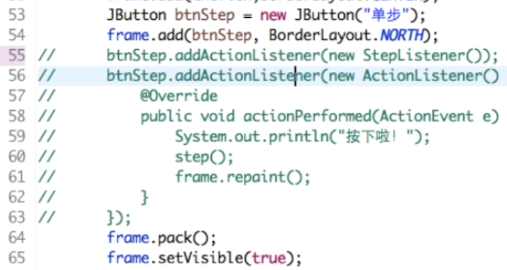 53 JButton btnStep = new JButton("单步");
54 frame.add(btnStep, BorderLayout.NORTH);
55 // btnStep.addActionListener(new StepListener());
56 // btnStep.addActionListener(new ActionListener()
57 // @Override
58 // public void actionPerformed(ActionEvent e)
59 // System.out.println("按下啦！");
60 // step();
61 // frame.repaint();
62 // }
63 // });
64 frame.pack();
65 frame.setVisible(true);